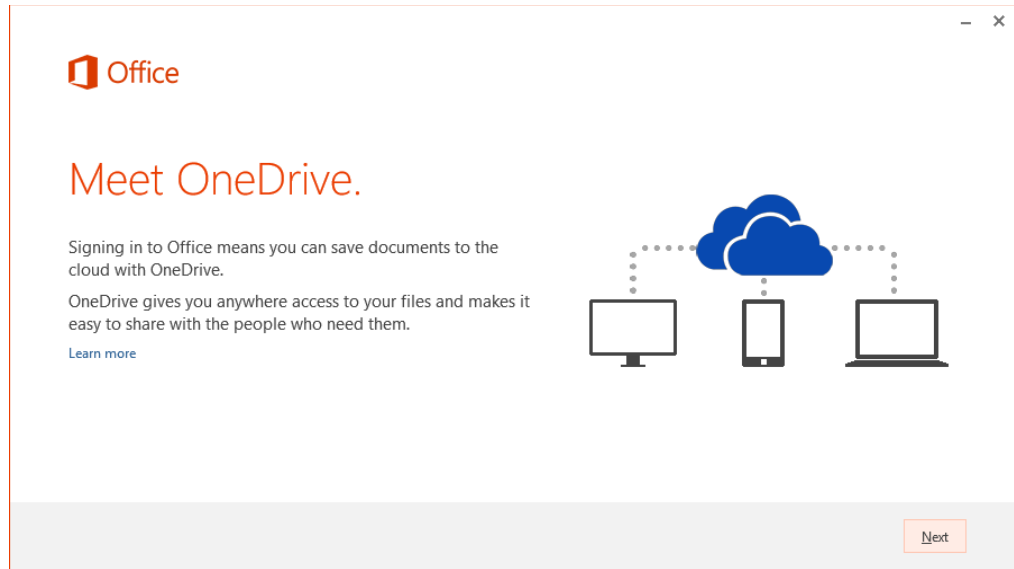 Office
Meet OneDrive.
Signing in to Office means you can save documents to the
cloud with OneDrive.
OneDrive gives you anywhere access to your files and makes it
easy to share with the people who need them.
Learn more
Next